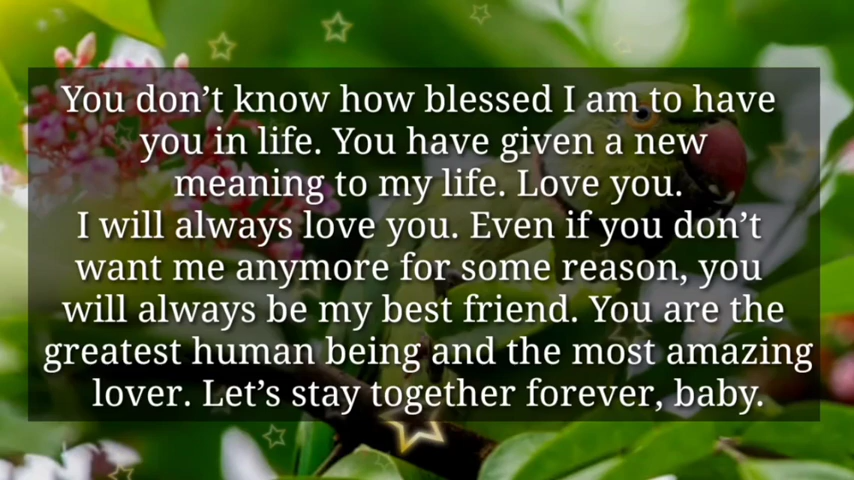 You don’t know how blessed I am to have
you in life. You have given a new
meaning to my life. Love you.
I will always love you. Even if you don’t
want me anymore for some reason, you
will always be my best friend. You are the
greatest human being and the most amazing
lover. Let’s stay together forever, baby.